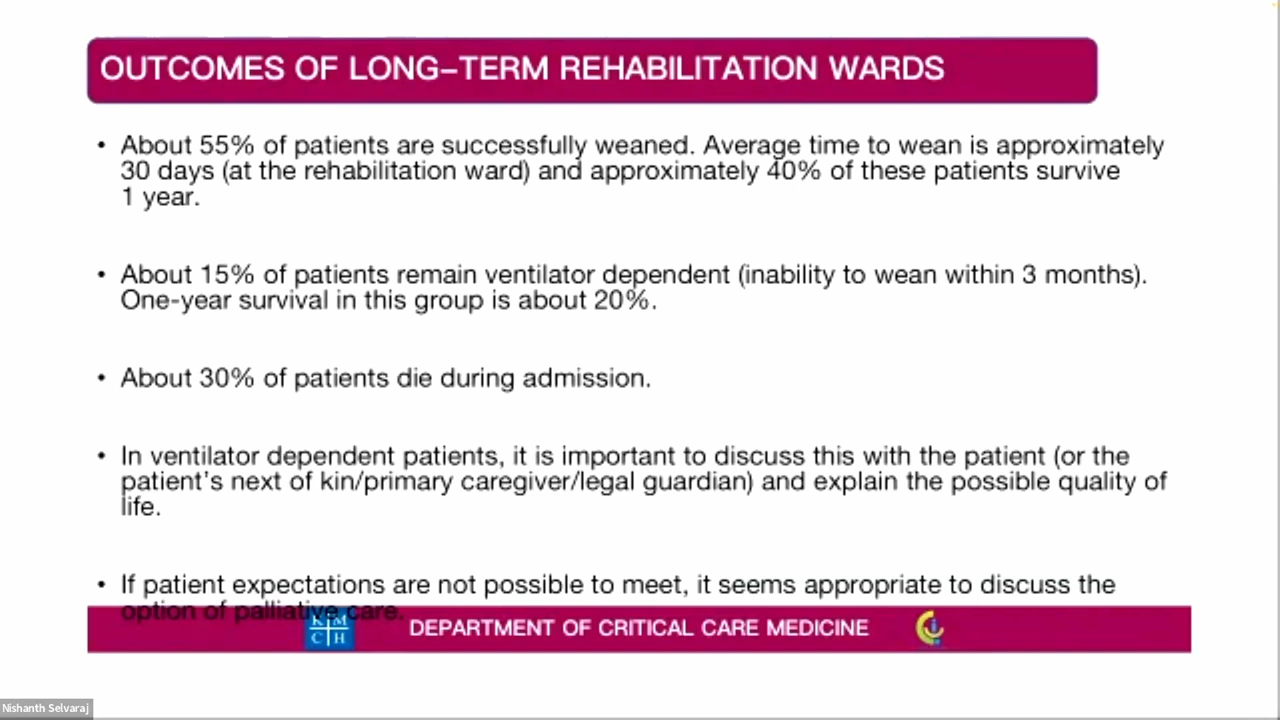 OUTCOMES OF LONG–TERM REHABILITATION WARDS
• About 55% of patients are successfully weaned. Average time to wean is approximately
30 days (at the rehabilitation ward) and approximately 40% of these patients survive
1 year.
• About 15% of patients remain ventilator dependent (inability to wean within 3 months).
One-year survival in this group is about 20%.
• About 30% of patients die during admission.
• In ventilator dependent patients, it is important to discuss this with the patient (or the
patient's next of kin/primary caregiver/legal guardian) and explain the possible quality of
life.
• If patient expectations are not possible to meet, it seems appropriate to discuss the
option of palliative care.
K M
C H
DEPARTMENT OF CRITICAL CARE MEDICINE
Nishanth Selvaraj